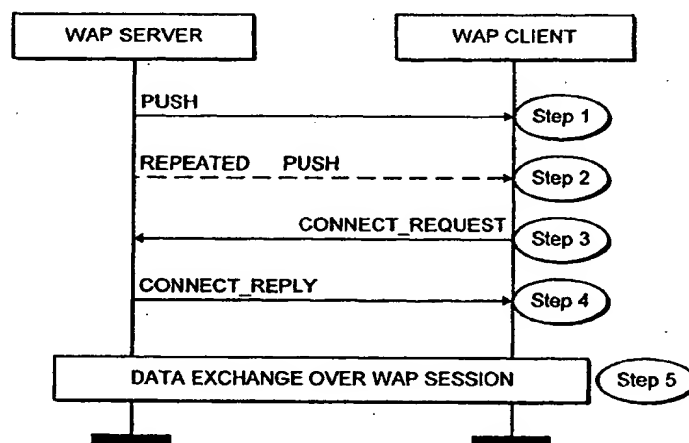 WAP SERVER
WAP CLIENT
PUSH
Step 1
REPEATED PUSH
Step 2
CONNECT_REQUEST
Step 3
CONNECT_REPLY
Step 4
DATA EXCHANGE OVER WAP SESSION
Step 5